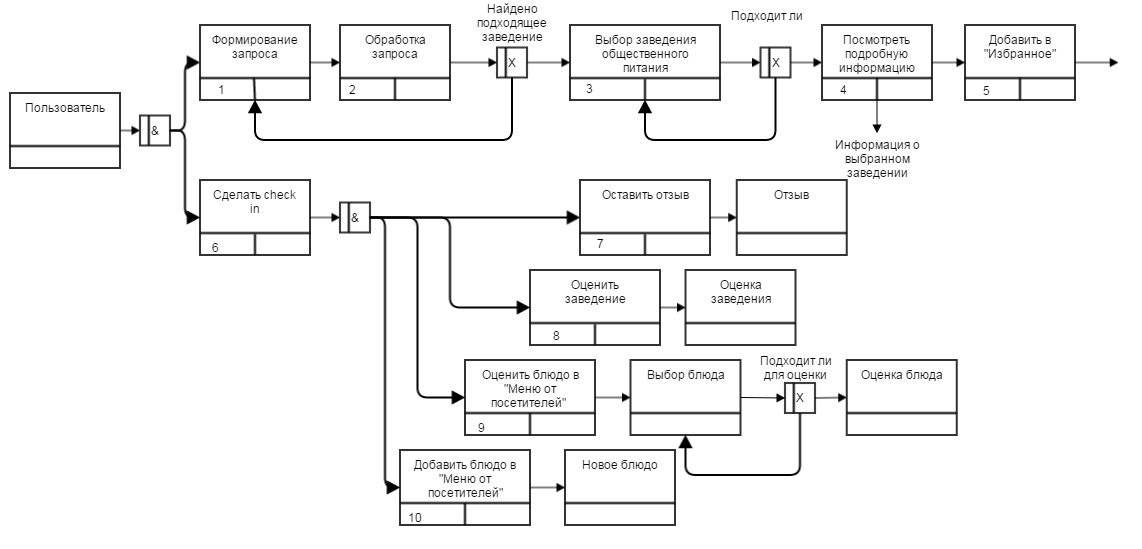 Пользователь
&
Формирование
запроса
1
Обработка
запроса
2
Найдено
подходящее
заведение
X
Выбор заведения
общественного
питания
3
Подходит ли
X
Посмотреть
подробную
информацию
4
Информация о
выбранном
заведении
Добавить в
"Избранное"
5
Сделать check
in
6
&
Оставить отзыв
7
Отзыв
Оценить
заведение
8
Оценка
заведения
Оценить блюдо в
"Меню от
посетителей"
9
Выбор блюда
Подходит ли
для оценки
X
Оценка блюда
Добавить блюдо в
"Меню от
посетителей"
10
Новое блюдо